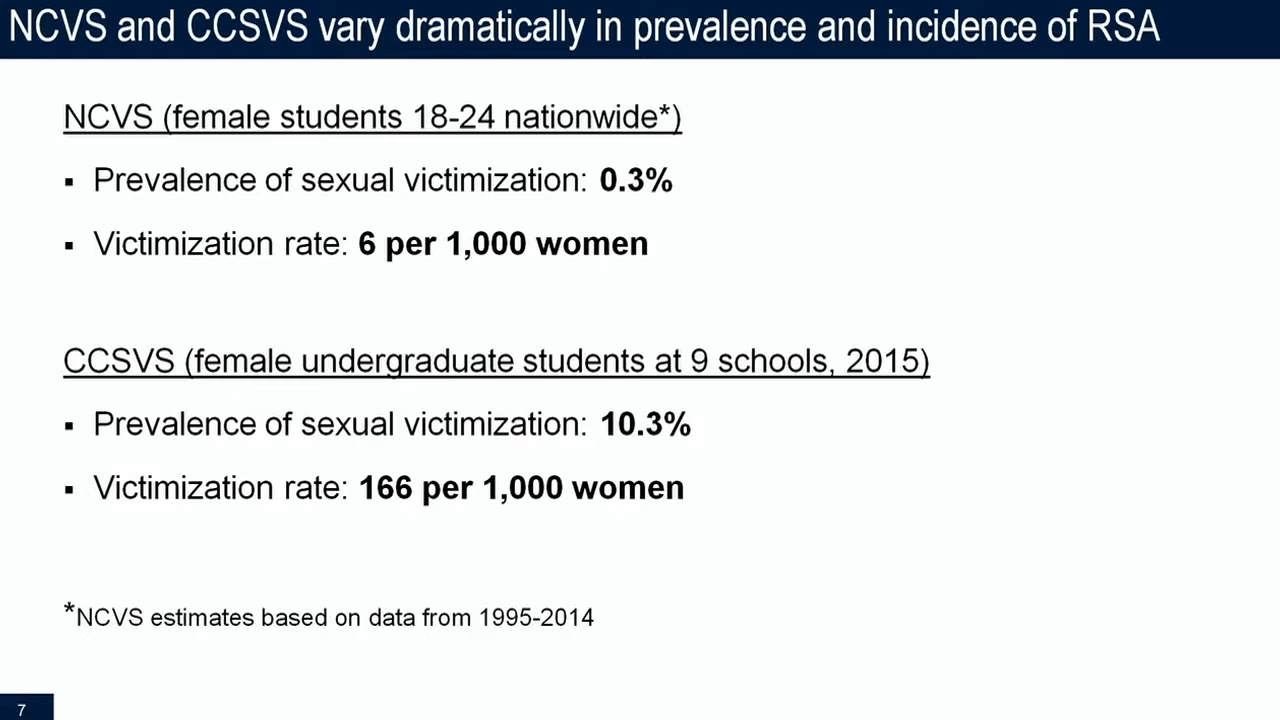 NCVS and CCSVS vary dramatically in prevalence and incidence of RSA
NCVS (female students 18-24 nationwide*)
▪ Prevalence of sexual victimization: 0.3%
▪ Victimization rate: 6 per 1,000 women
CCSVS (female undergraduate students at 9 schools, 2015)
▪ Prevalence of sexual victimization: 10.3%
▪ Victimization rate: 166 per 1,000 women
*NCVS estimates based on data from 1995-2014
7